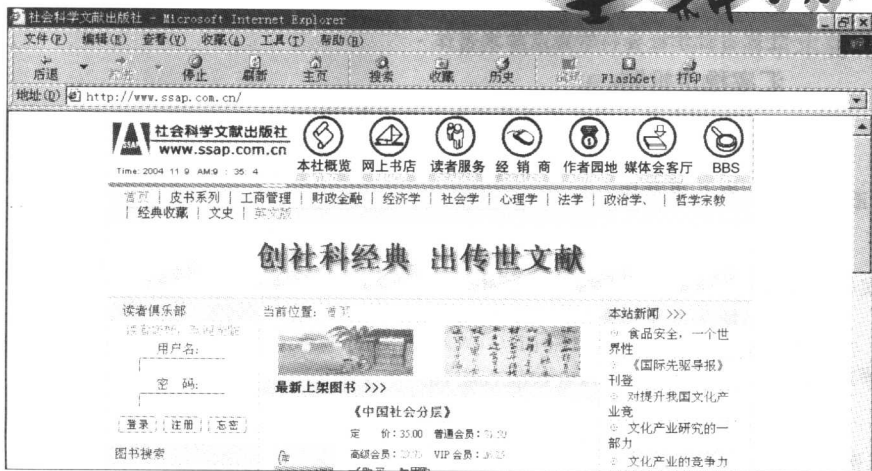 社会科学文献出版社 - Microsoft Internet Explorer
文件(F) 编辑(E) 查看(V) 收藏(A) 工具(T) 帮助(H)
后退 停止 刷新 主页 搜索 收藏 历史 FlashGet 打印
地址(D) http://www.ssap.com.cn/
SSAP 社会科学文献出版社
www.ssap.com.cn
Time:2004 11 9 AM:9 : 35 4
本社概览 网上书店 读者服务 经 销 商 作者园地 媒体会客厅 BBS
首页 | 皮书系列 | 工商管理 | 财政金融 | 经济学 | 社会学 | 心理学 | 法学 | 政治学、 | 哲学宗教
| 经典收藏 | 文史 | 英文版
创社科经典 出传世文献
读者俱乐部
用户名:
密 码:
登录 注册 忘密
图书搜索
当前位置: 首页
最新上架图书 >>>
《中国社会分层》
定 价: 35.00 普通会员:
高级会员: VIP 会员:
本站新闻 >>>
食品安全，一个世
界性
《国际先驱导报》
刊登
对提升我国文化产
业竞
文化产业研究的一
部力
文化产业的竞争力